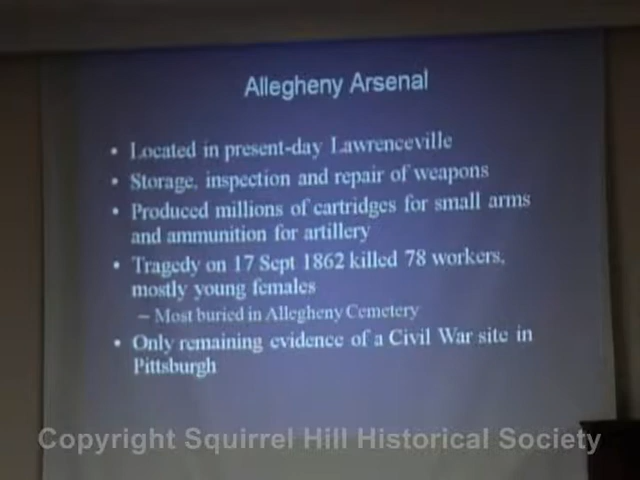 Allegheny Arsenal
• Located in present-day Lawrenceville
• Storage, inspection and repair of weapons
• Produced millions of cartridges for small arms
and ammunition for artillery
• Tragedy on 17 Sept 1862 killed 78 workers,
mostly young females
– Most buried in Allegheny Cemetery
• Only remaining evidence of a Civil War site in
Pittsburgh
Copyright Squirrel Hill Historical Society